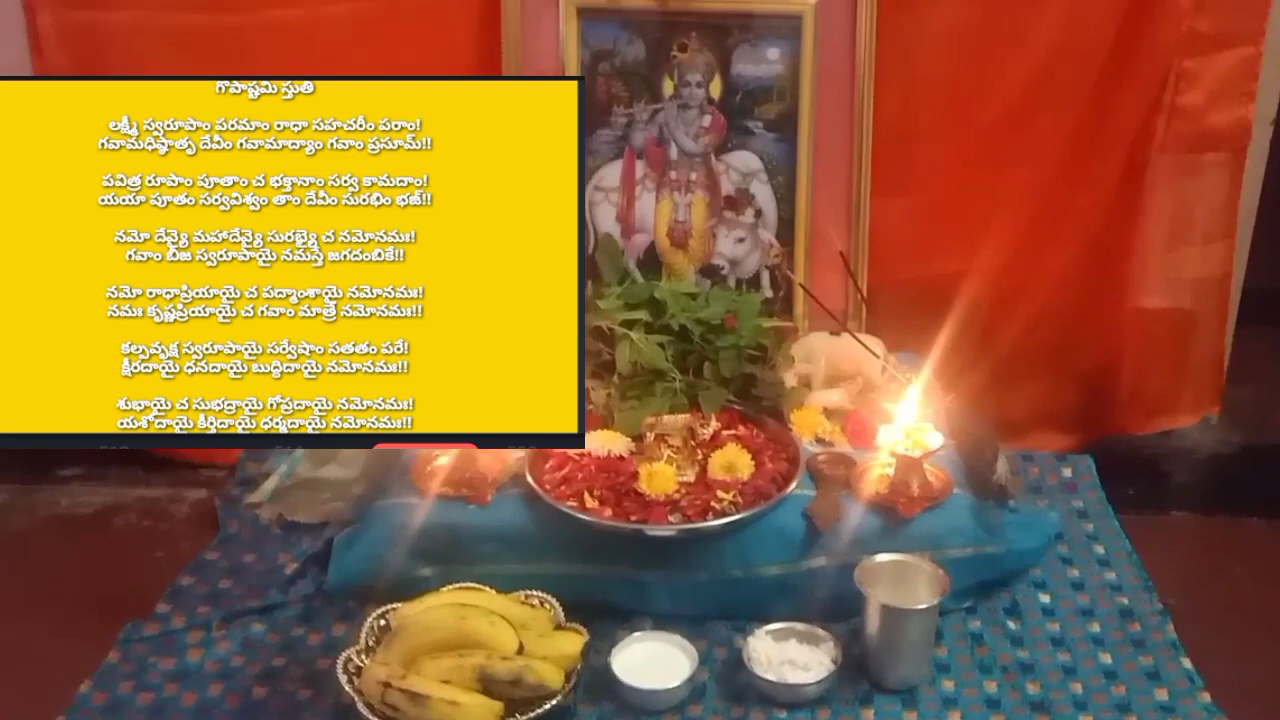 గొపాష్టమి స్తుతి
లక్ష్మీ స్వరూపాం పరమాం రాధా సహచరీం పరాం!
గవామధిష్ఠాతృ దేవీం గవామాద్యాం గవాం ప్రసూమ్!!
పవిత్ర రూపాం పూతాం చ భక్తానాం సర్వ కామదాం!
యయా పూతం సర్వవిశ్వం తాం దేవీం సురభిం భజే!!
నమో దేవ్యై మహాదేవ్యై సురభ్యై చ నమోనమః!
గవాం బీజ స్వరూపాయై నమస్తే జగదంబికే!!
నమో రాధాప్రియాయై చ పద్మాంశాయై నమోనమః!
నమః కృష్ణప్రియాయై చ గవాం మాత్రే నమోనమః!!
కల్పవృక్ష స్వరూపాయై సర్వేషాం సతతం పరే!
క్షీరదాయై ధనదాయై బుద్ధిదాయై నమోనమః!!
శుభాయై చ సుభద్రాయై గోప్రదాయై నమోనమః!
యశోదాయై కీర్తిదాయై ధర్మదాయై నమోనమః!!